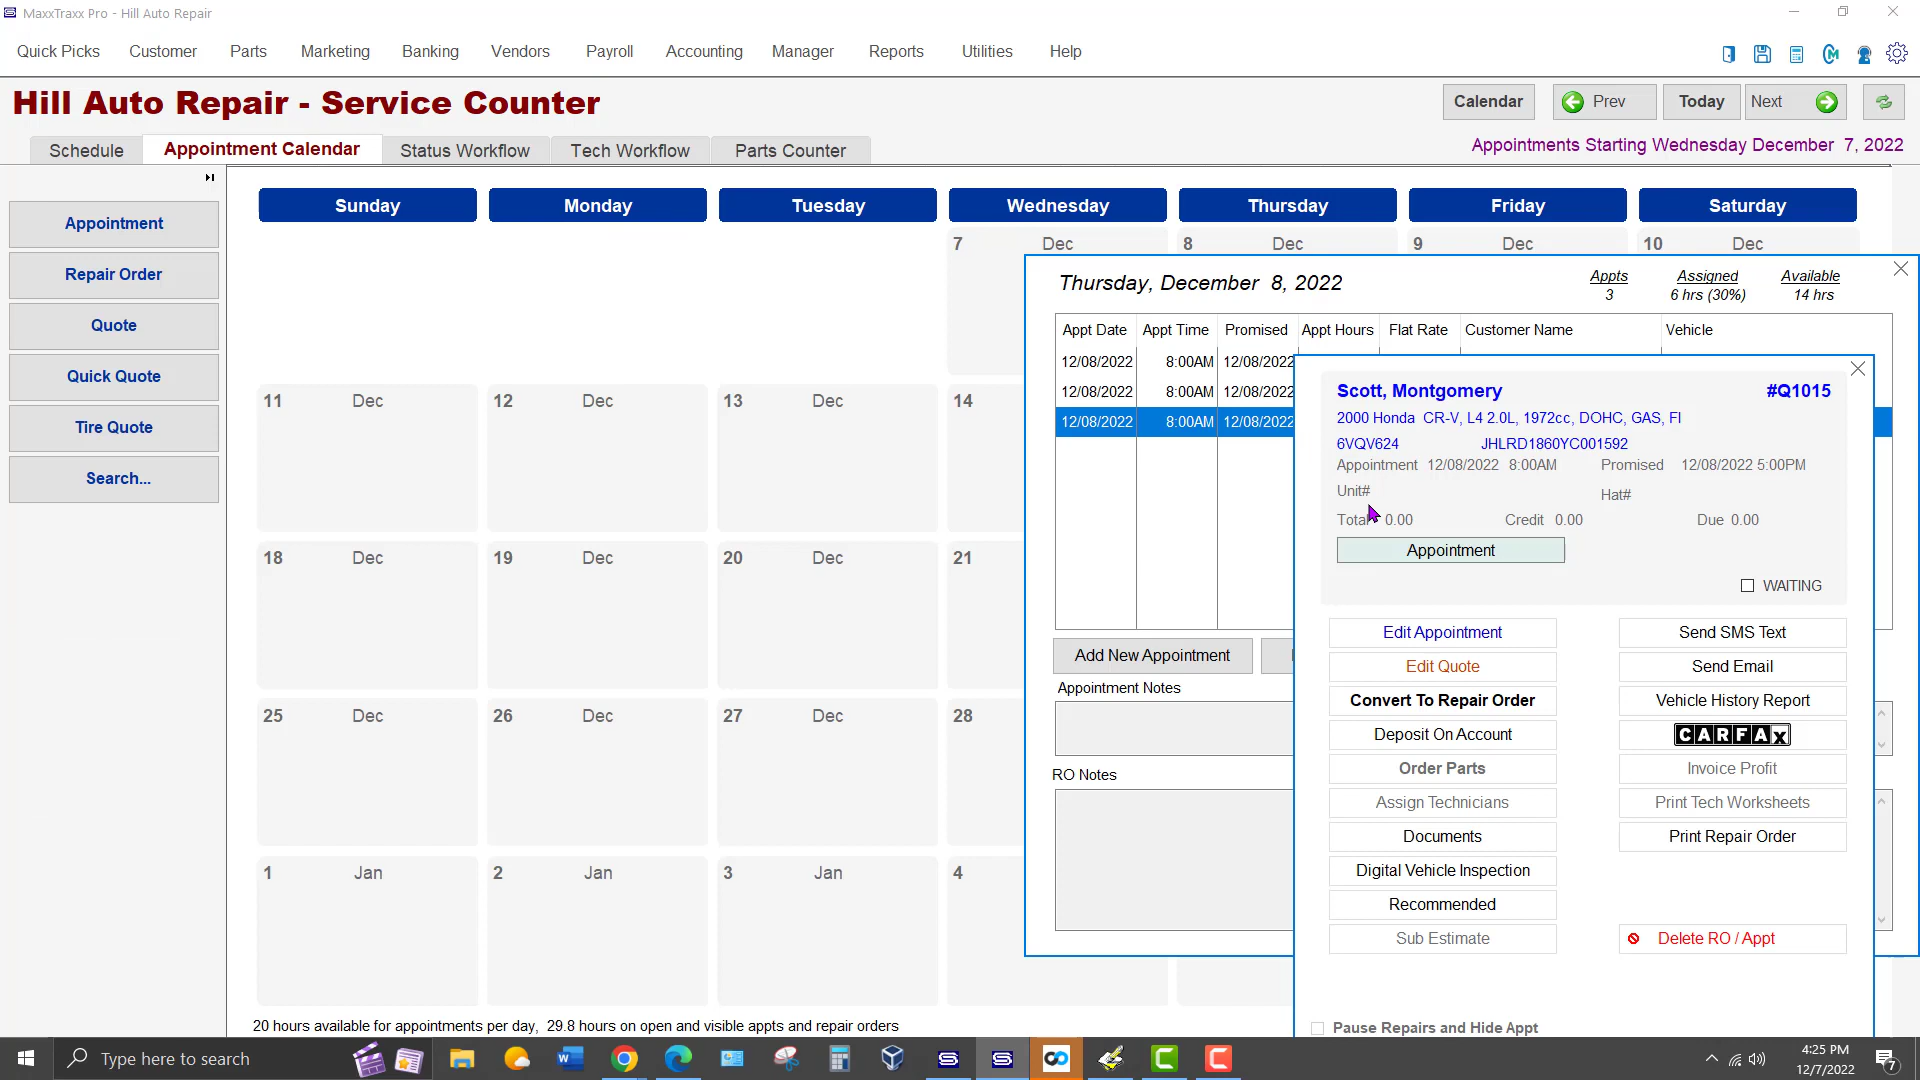 MaxxTraxx Pro - Hill Auto Repair
Quick Picks Customer Parts Marketing Banking Vendors Payroll Accounting Manager Reports Utilities Help
Hill Auto Repair - Service Counter
Calendar Prev Today Next
Schedule Appointment Calendar Status Workflow Tech Workflow Parts Counter
Appointments Starting Wednesday December 7, 2022
Appointment
Repair Order
Quote
Quick Quote
Tire Quote
Search...
Sunday Monday Tuesday Wednesday Thursday Friday Saturday
7 Dec 8 Dec 9 Dec 10 Dec
11 Dec 12 Dec 13 Dec 14
18 Dec 19 Dec 20 Dec 21
25 Dec 26 Dec 27 Dec 28
1 Jan 2 Jan 3 Jan 4
20 hours available for appointments per day, 29.8 hours on open and visible appts and repair orders
Thursday, December 8, 2022
Appts Assigned Available
3 6 hrs (30%) 14 hrs
Appt Date Appt Time Promised Appt Hours Flat Rate Customer Name Vehicle
12/08/2022 8:00AM 12/08/2022
12/08/2022 8:00AM 12/08/2022
12/08/2022 8:00AM 12/08/2022
Add New Appointment
Appointment Notes
RO Notes
Scott, Montgomery #Q1015
2000 Honda CR-V, L4 2.0L, 1972cc, DOHC, GAS, FI
6VQV624 JHLRD1860YC001592
Appointment 12/08/2022 8:00AM Promised 12/08/2022 5:00PM
Unit# Hat#
Total 0.00 Credit 0.00 Due 0.00
Appointment
WAITING
Edit Appointment Send SMS Text
Edit Quote Send Email
Convert To Repair Order Vehicle History Report
Deposit On Account CARFAX
Order Parts Invoice Profit
Assign Technicians Print Tech Worksheets
Documents Print Repair Order
Digital Vehicle Inspection
Recommended
Sub Estimate Delete RO / Appt
Pause Repairs and Hide Appt
Type here to search
4:25 PM
12/7/2022
7